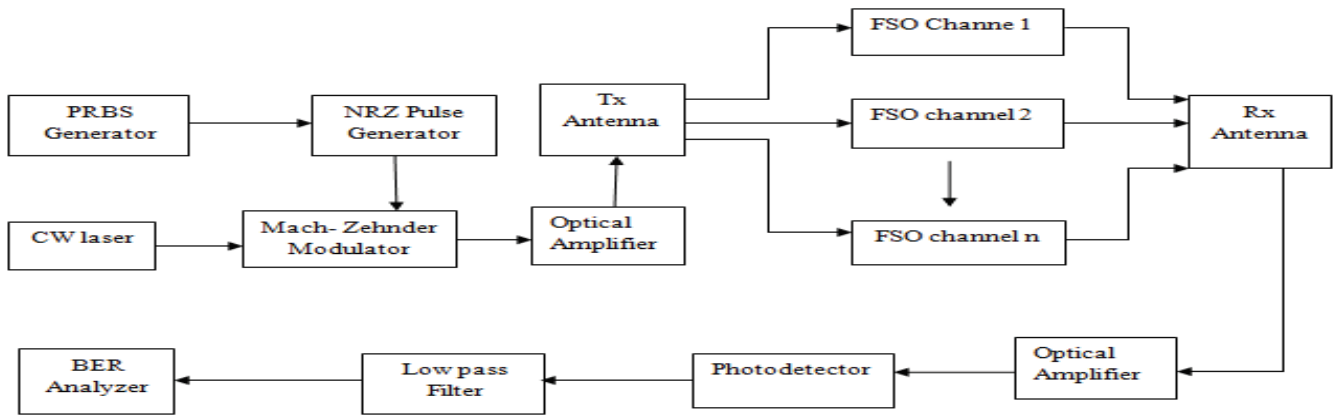 FSO Channe 1
PRBS
Generator
NRZ Pulse
Generator
Tx
Antenna
FSO channel 2
Rx
Antenna
CW laser
Mach- Zehnder
Modulator
Optical
Amplifier
FSO channel n
BER
Analyzer
Low pass
Filter
Photodetector
Optical
Amplifier